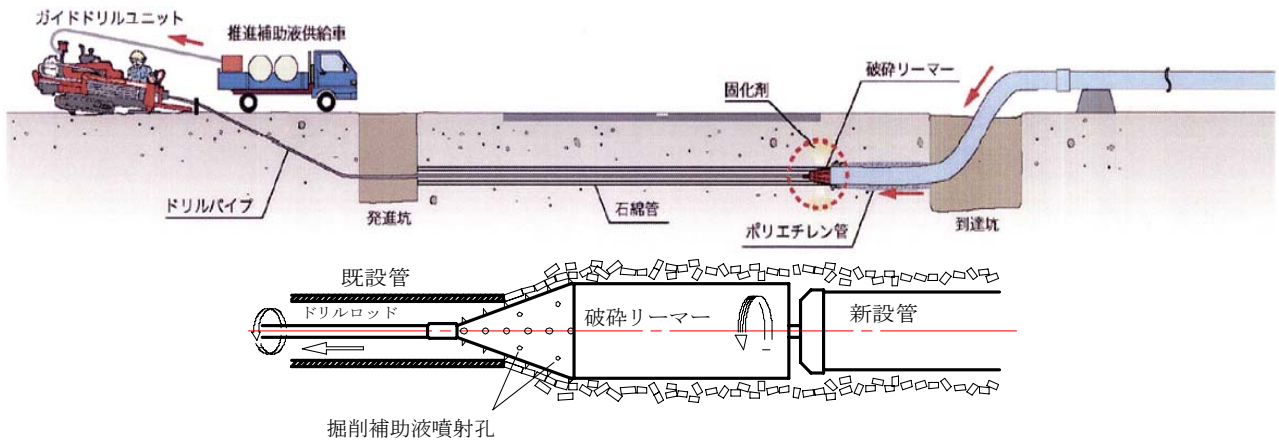 ガイドドリルユニット
推進補助液供給車
破砕リーマー
固化剤
ドリルパイプ
発進坑
石綿管
ポリエチレン管
到達坑
既設管
ドリルロッド
破砕リーマー
新設管
掘削補助液噴射孔